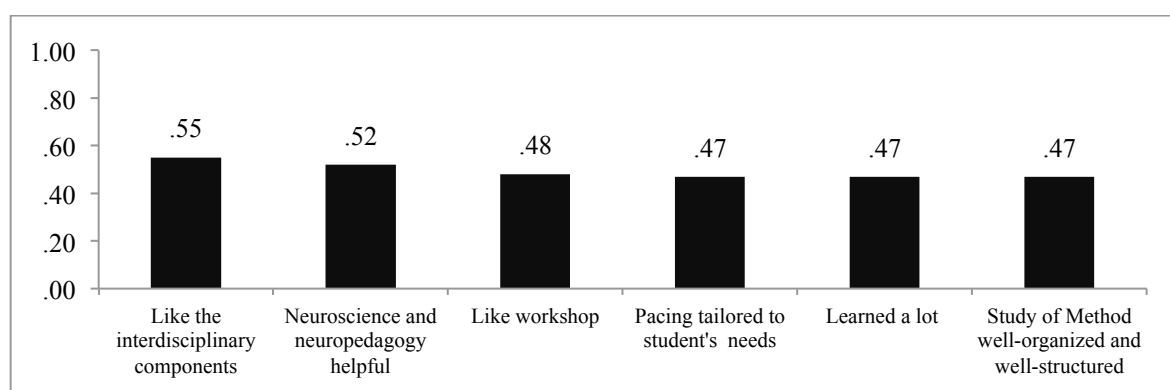 1.00
.80
.60
.40
.20
.00
.55
.52
.48
.47
.47
.47
Like the
interdisciplinary
components
Neuroscience and
neuropedagogy
helpful
Like workshop
Pacing tailored to
student's needs
Learned a lot
Study of Method
well-organized and
well-structured